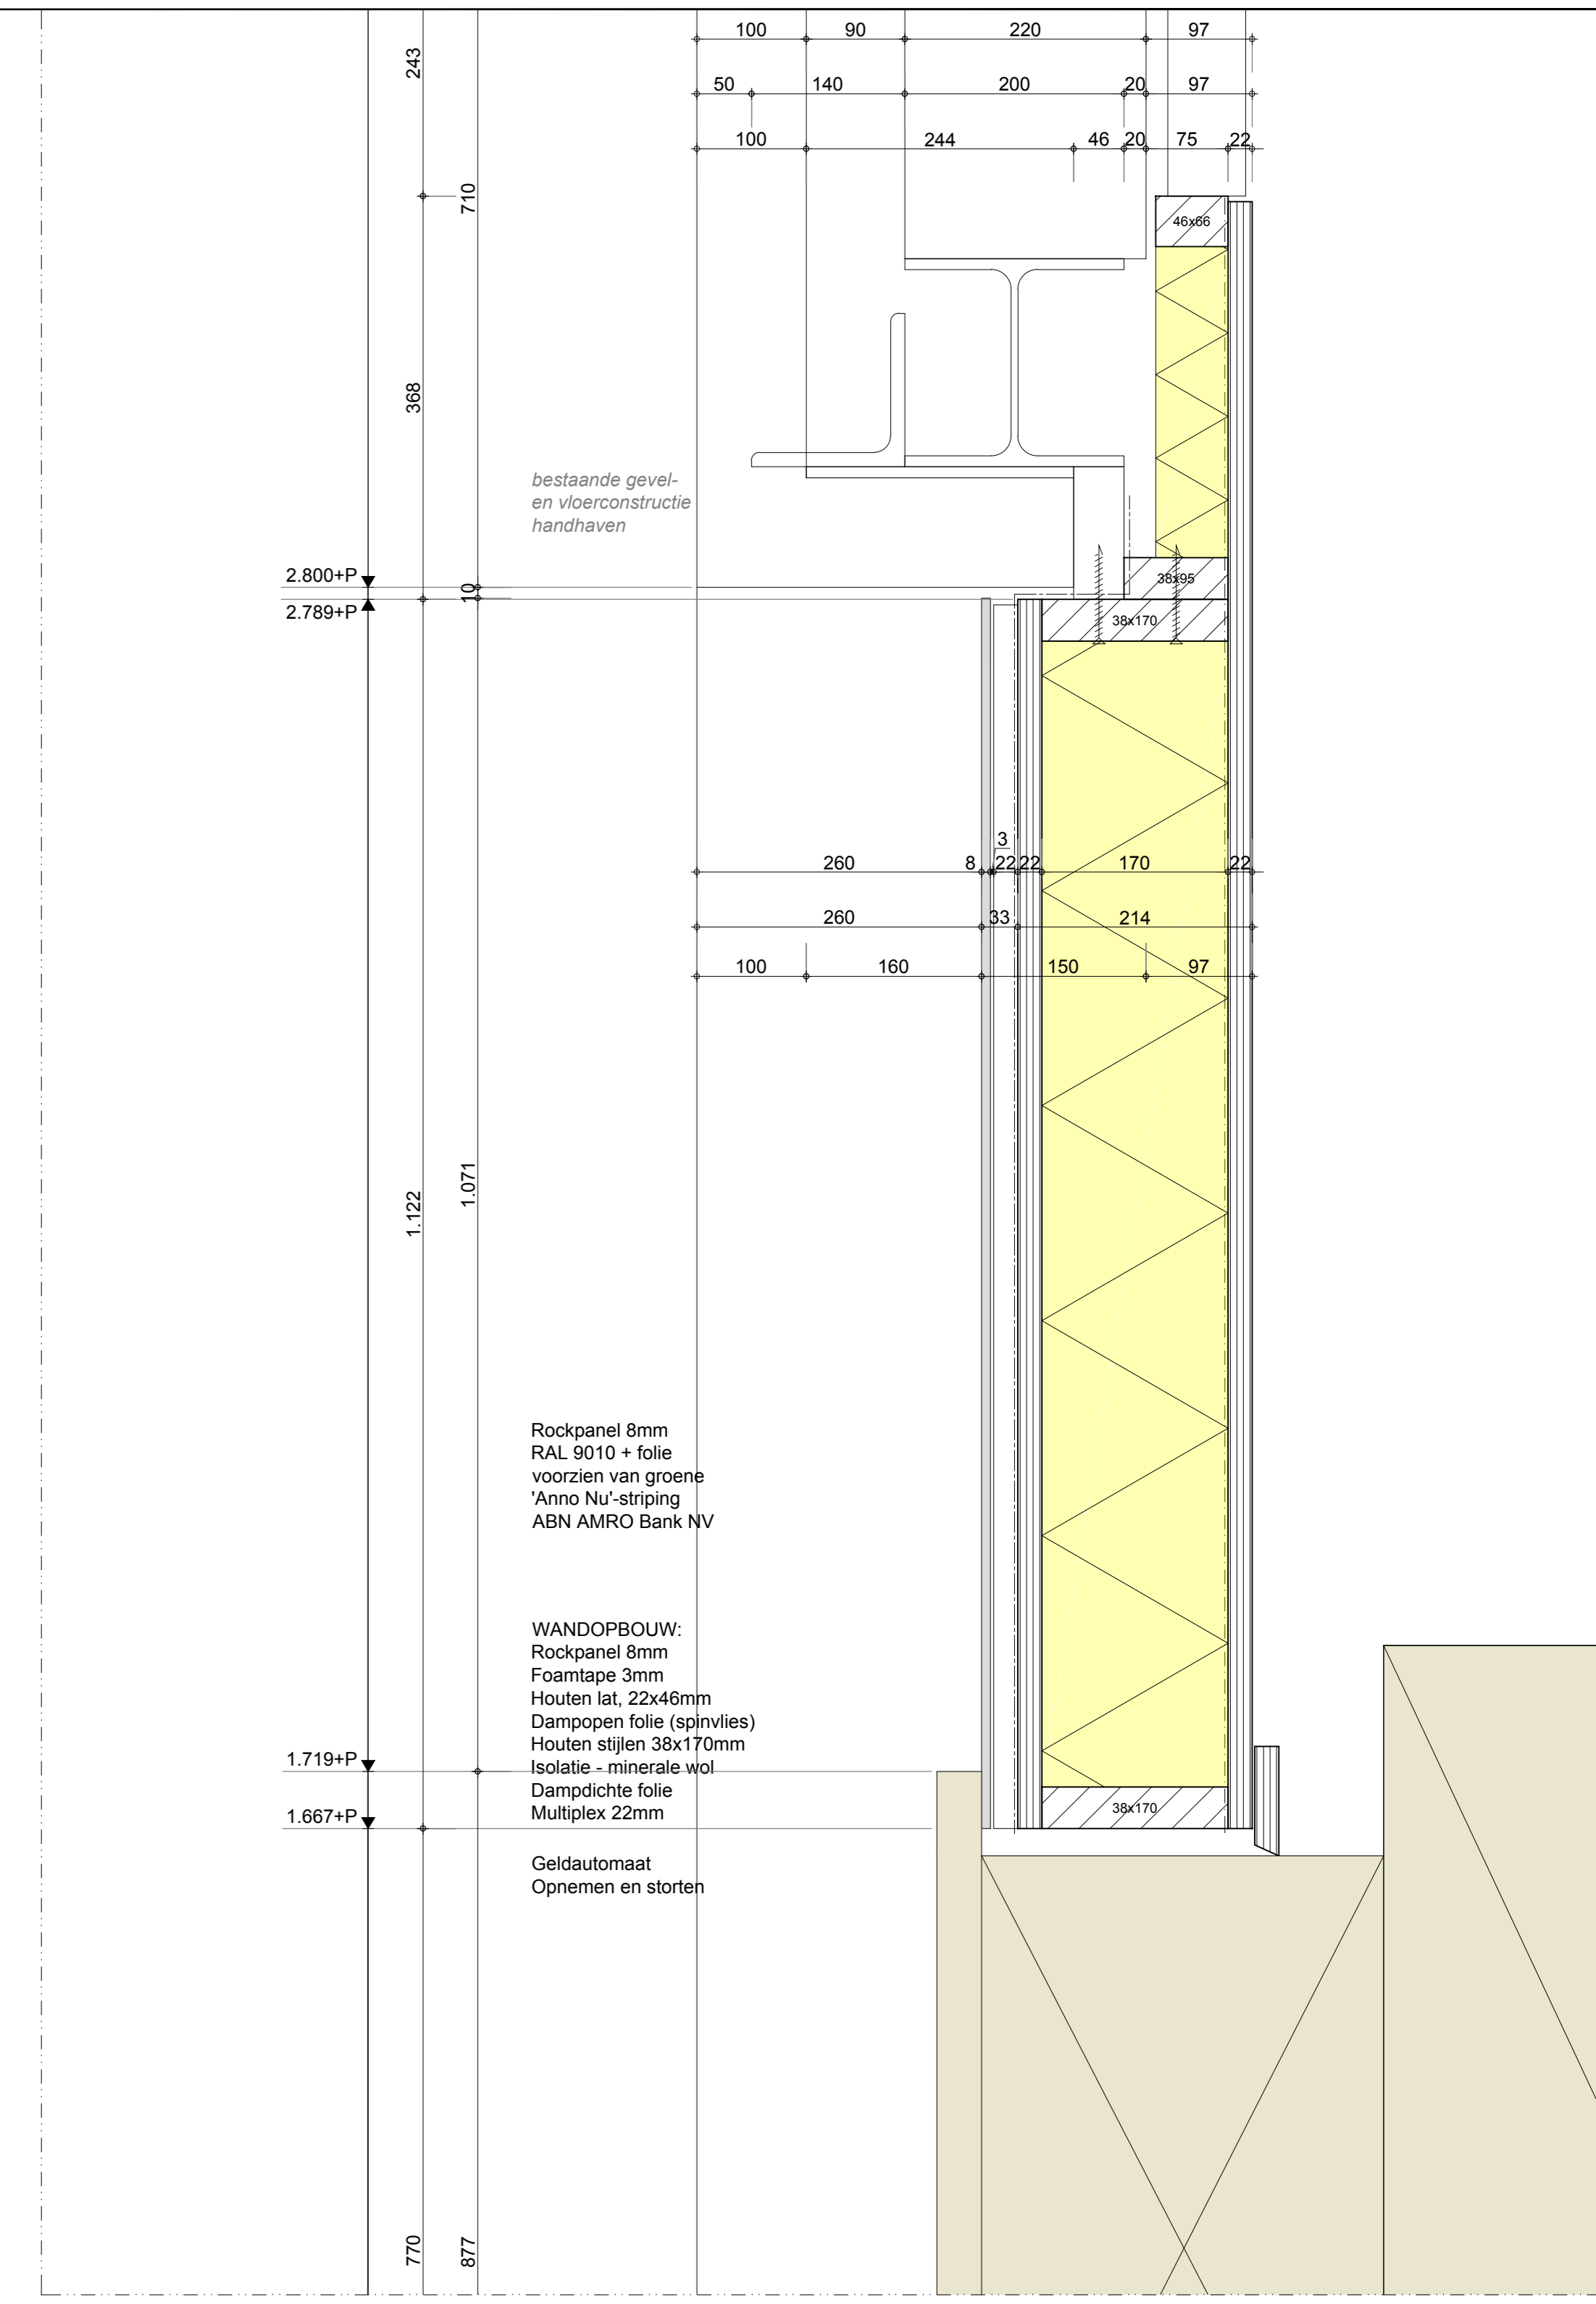 100 90 220 97
50 140 200 20 97
100 244 46 20 75 22
243
710
46x66
368
bestaande gevel-
en vloerconstructie
handhaven
2.800+P
10
38x95
2.789+P
38x170
3
260 8 22 22 170 22
260 33 214
100 160 150 97
1.122
1.071
Rockpanel 8mm
RAL 9010 + folie
voorzien van groene
'Anno Nu'-striping
ABN AMRO Bank NV
WANDOPBOUW:
Rockpanel 8mm
Foamtape 3mm
Houten lat, 22x46mm
Dampopen folie (spinvlies)
Houten stijlen 38x170mm
Isolatie - minerale wol
Dampdichte folie
Multiplex 22mm
1.719+P
1.667+P
38x170
Geldautomaat
Opnemen en storten
770
877